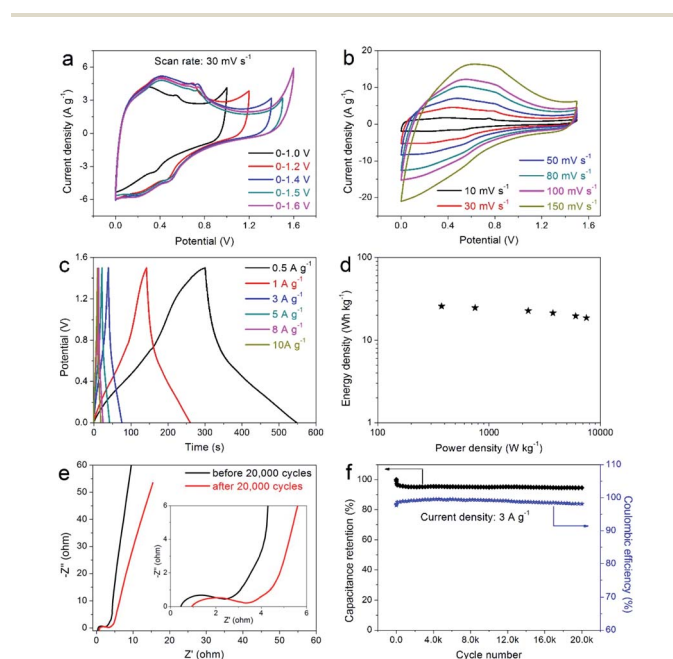 a
Scan rate: 30 mV s-1
Current density (A g-1)
6
3
0
-3
-6
0-1.0 V
0-1.2 V
0-1.4 V
0-1.5 V
0-1.6 V
0.0 0.4 0.8 1.2 1.6
Potential (V)
b
Current density (A g-1)
20
10
0
-10
-20
50 mV s-1
80 mV s-1
10 mV s-1 100 mV s-1
30 mV s-1 150 mV s-1
0.0 0.4 0.8 1.2 1.6
Potential (V)
c
Potential (V)
1.6
1.2
0.8
0.4
0.0
0.5 A g-1
1 A g-1
3 A g-1
5 A g-1
8 A g-1
10A g-1
0 100 200 300 400 500 600
Time (s)
d
Energy density (Wh kg-1)
100
10
1
100 1000 10000
Power density (W kg-1)
e
-Z'' (ohm)
60
50
40
30
20
10
0
before 20,000 cycles
after 20,000 cycles
-Z'' (ohm)
6
4
2
0
0 2 4 6
Z' (ohm)
0 10 20 30 40 50 60
Z' (ohm)
f
Capacitance retention (%)
100
80
60
40
20
0
Current density: 3 A g-1
Coulombic efficiency (%)
110
100
90
80
70
60
0.0 4.0k 8.0k 12.0k 16.0k 20.0k
Cycle number